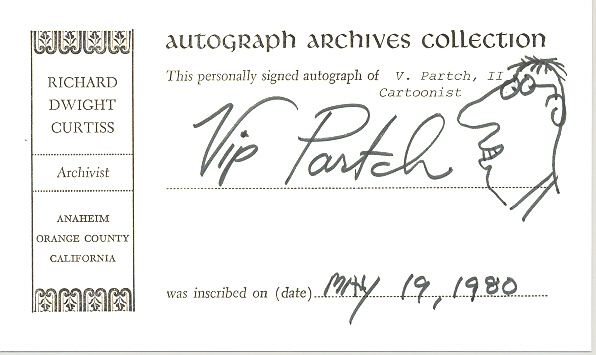 AUTOGRAPH ARCHIVES COLLECTION
This personally signed autograph of V. Partch, II
Cartoonist
Vip Partch
was inscribed on (date) MAY 19, 1980
RICHARD
DWIGHT
CURTISS
Archivist
ANAHEIM
ORANGE COUNTY
CALIFORNIA